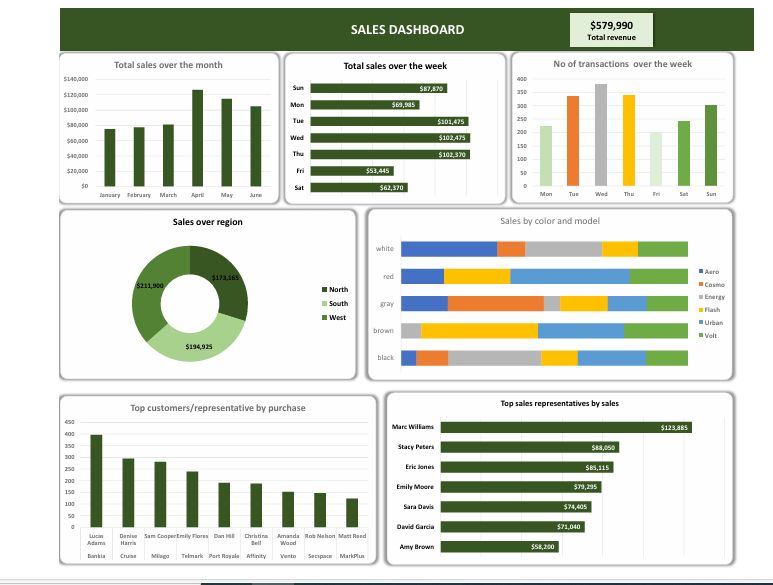 SALES DASHBOARD
$579,990
Total revenue
Total sales over the month
$140,000
$120,000
$100,000
$80,000
$60,000
$40,000
$20,000
$0
January February March April May June
Total sales over the week
Sun $87,870
Mon $69,985
Tue $101,475
Wed $102,475
Thu $102,370
Fri $53,445
Sat $62,370
No of transactions over the week
400
350
300
250
200
150
100
50
0
Mon Tue Wed Thu Fri Sat Sun
Sales over region
$173,165
$211,900
$194,925
North
South
West
Sales by color and model
white
red
gray
brown
black
Aero
Cosmo
Energy
Flash
Urban
Volt
Top customers/representative by purchase
450
400
350
300
250
200
150
100
50
0
Lucas Denise Sam Cooper Emily Flores Dan Hill Christina Amanda Rob Nelson Matt Reed
Adams Harris Bell Wood
Bankia Cruise Milago Telmark Port Royale Affinity Vento Secspace MarkPlus
Top sales representatives by sales
Marc Williams $123,885
Stacy Peters $88,050
Eric Jones $85,115
Emily Moore $79,295
Sara Davis $74,405
David Garcia $71,040
Amy Brown $58,200